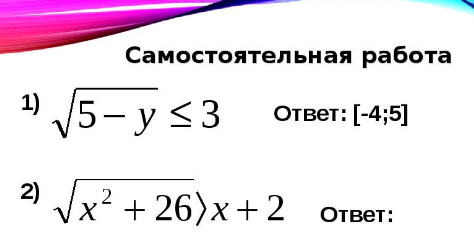 Самостоятельная работа
1) √5 − y ≤ 3 Ответ: [-4;5]
2) √x² + 26⟩x + 2 Ответ: